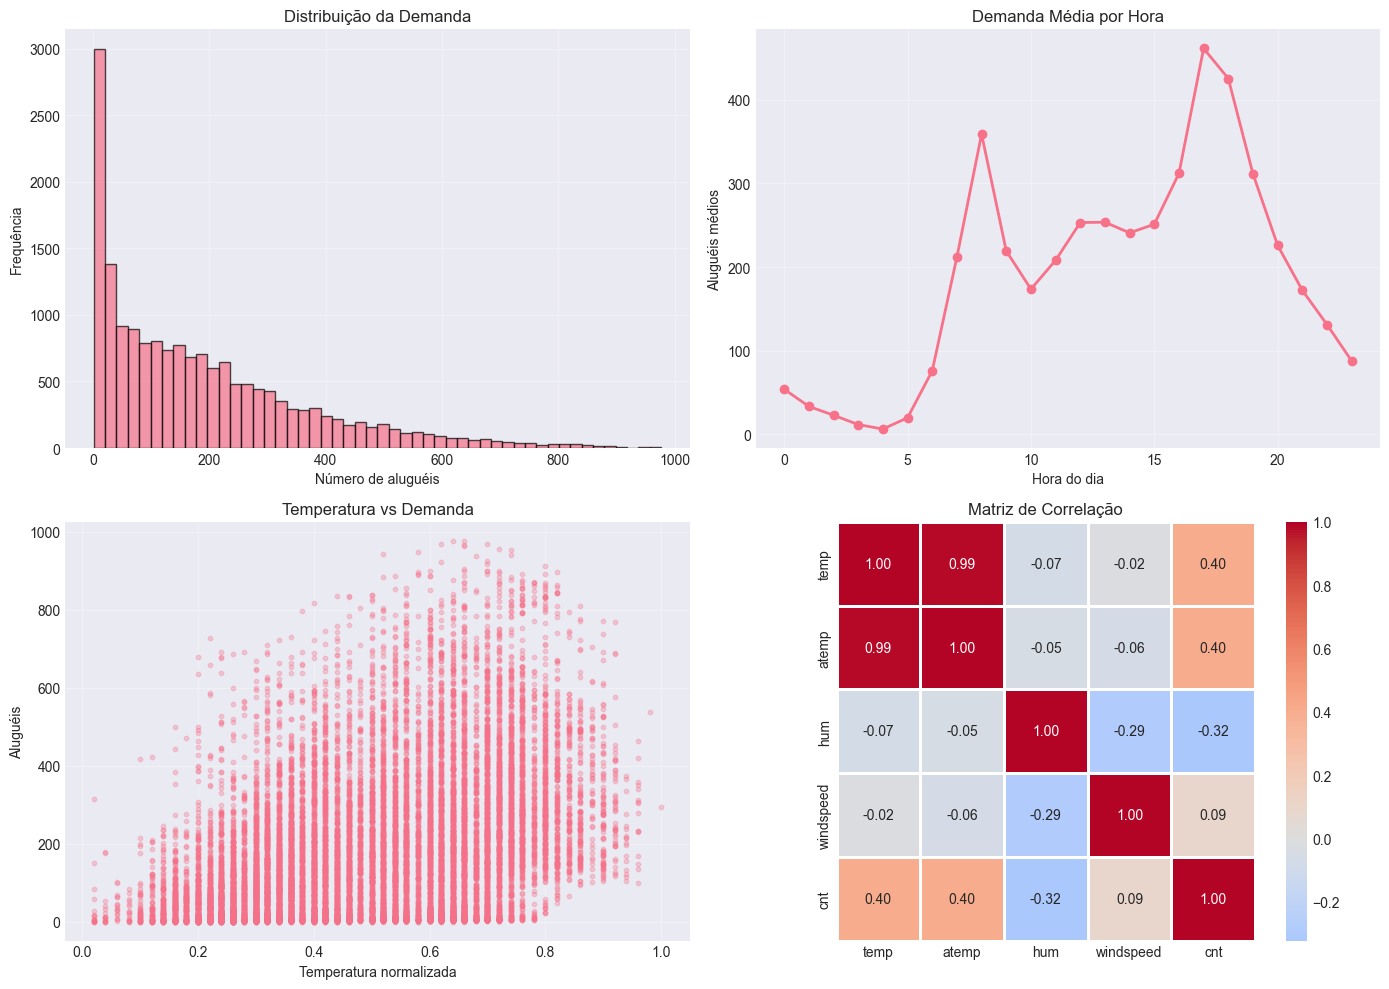 Distribuição da Demanda
Frequência
3000
2500
2000
1500
1000
500
0
0 200 400 600 800 1000
Número de aluguéis
Demanda Média por Hora
Aluguéis médios
400
300
200
100
0
0 5 10 15 20
Hora do dia
Temperatura vs Demanda
Aluguéis
1000
800
600
400
200
0
0.0 0.2 0.4 0.6 0.8 1.0
Temperatura normalizada
Matriz de Correlação
temp 1.00 0.99 -0.07 -0.02 0.40
atemp 0.99 1.00 -0.05 -0.06 0.40
hum -0.07 -0.05 1.00 -0.29 -0.32
windspeed -0.02 -0.06 -0.29 1.00 0.09
cnt 0.40 0.40 -0.32 0.09 1.00
temp atemp hum windspeed cnt
1.0
0.8
0.6
0.4
0.2
0.0
−0.2